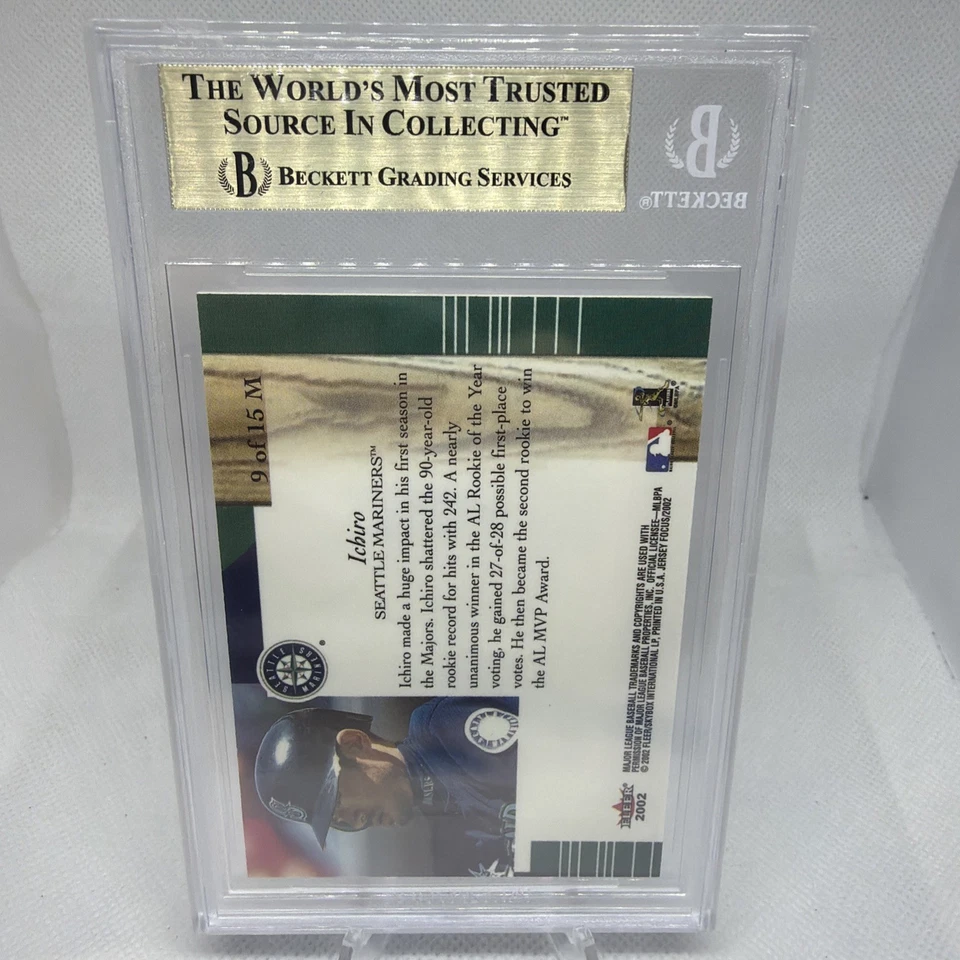 THE WORLD'S MOST TRUSTED
SOURCE IN COLLECTING™
B BECKETT GRADING SERVICES
B
BECKETT®
9 of 15 M
Ichiro
SEATTLE MARINERS™
Ichiro made a huge impact in his first season in
the Majors. Ichiro shattered the 90-year-old
rookie record for hits with 242. A nearly
unanimous winner in the AL Rookie of the Year
voting, he gained 27-of-28 possible first-place
votes. He then became the second rookie to win
the AL MVP Award.
SEATTLE MARINERS
FLEER®
2002
MAJOR LEAGUE BASEBALL TRADEMARKS AND COPYRIGHTS ARE USED WITH
PERMISSION OF MAJOR LEAGUE BASEBALL PROPERTIES, INC. OFFICIAL LICENSEE—MLBPA
© 2002 FLEER/SKYBOX INTERNATIONAL LP, PRINTED IN U.S.A. JERSEY FOCUS/2002